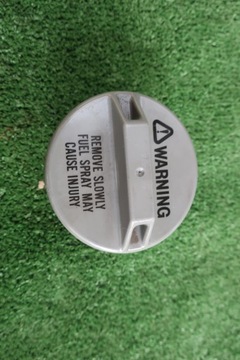 WARNING
REMOVE SLOWLY
FUEL SPRAY MAY
CAUSE INJURY